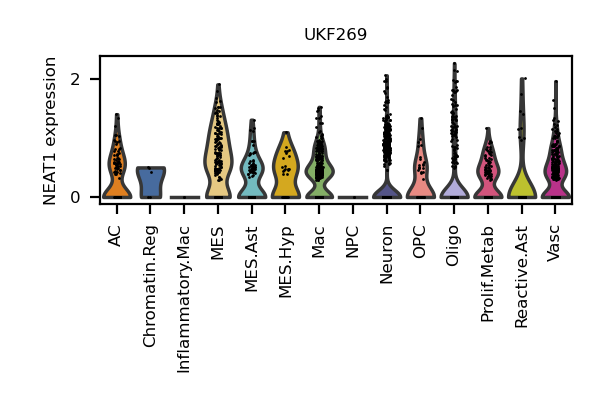 UKF269
NEAT1 expression
2
0
AC
Chromatin.Reg
Inflammatory.Mac
MES
MES.Ast
MES.Hyp
Mac
NPC
Neuron
OPC
Oligo
Prolif.Metab
Reactive.Ast
Vasc